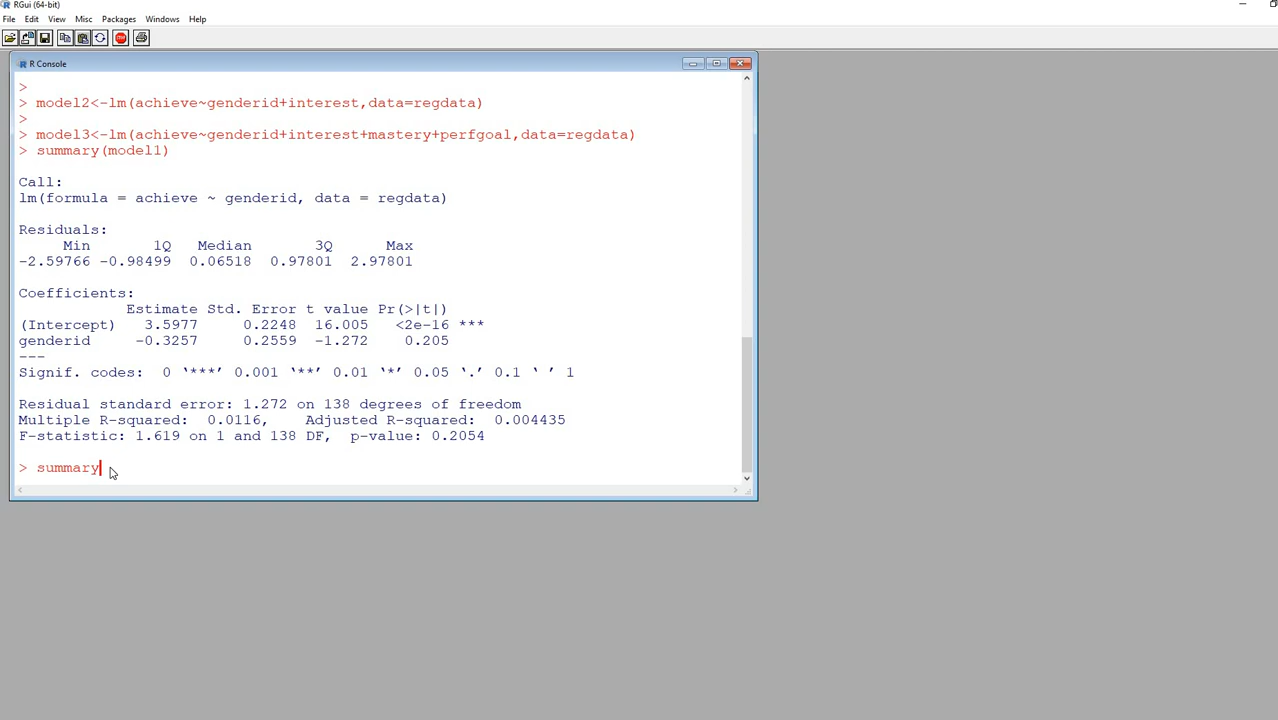 RGui (64-bit)
File Edit View Misc Packages Windows Help
STOP
R Console
>
> model2<-lm(achieve~genderid+interest,data=regdata)
>
> model3<-lm(achieve~genderid+interest+mastery+perfgoal,data=regdata)
> summary(model1)
Call:
lm(formula = achieve ~ genderid, data = regdata)
Residuals:
     Min       1Q   Median       3Q      Max
-2.59766 -0.98499  0.06518  0.97801  2.97801
Coefficients:
            Estimate Std. Error t value Pr(>|t|)
(Intercept)   3.5977     0.2248  16.005   <2e-16 ***
genderid     -0.3257     0.2559  -1.272    0.205
---
Signif. codes:  0 ‘***’ 0.001 ‘**’ 0.01 ‘*’ 0.05 ‘.’ 0.1 ‘ ’ 1
Residual standard error: 1.272 on 138 degrees of freedom
Multiple R-squared:  0.0116,    Adjusted R-squared:  0.004435
F-statistic: 1.619 on 1 and 138 DF,  p-value: 0.2054
> summary